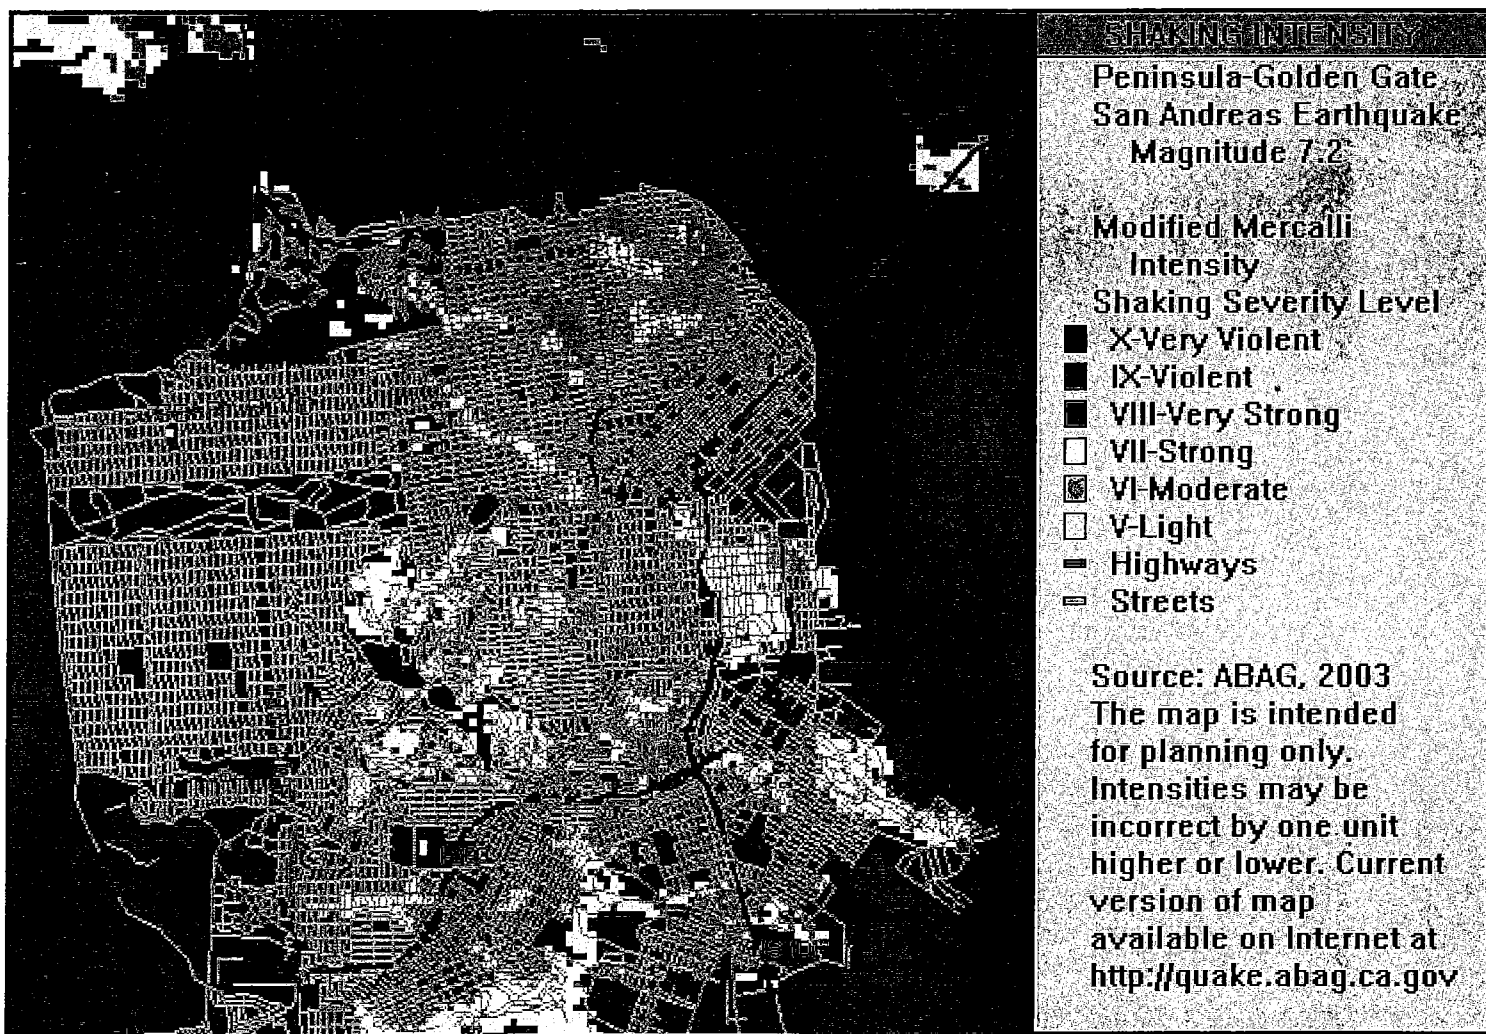 SHAKING INTENSITY
Peninsula-Golden Gate
San Andreas Earthquake
Magnitude 7.2
Modified Mercalli
Intensity
Shaking Severity Level
X-Very Violent
IX-Violent
VIII-Very Strong
VII-Strong
VI-Moderate
V-Light
Highways
Streets
Source: ABAG, 2003
The map is intended
for planning only.
Intensities may be
incorrect by one unit
higher or lower. Current
version of map
available on Internet at
http://quake.abag.ca.gov